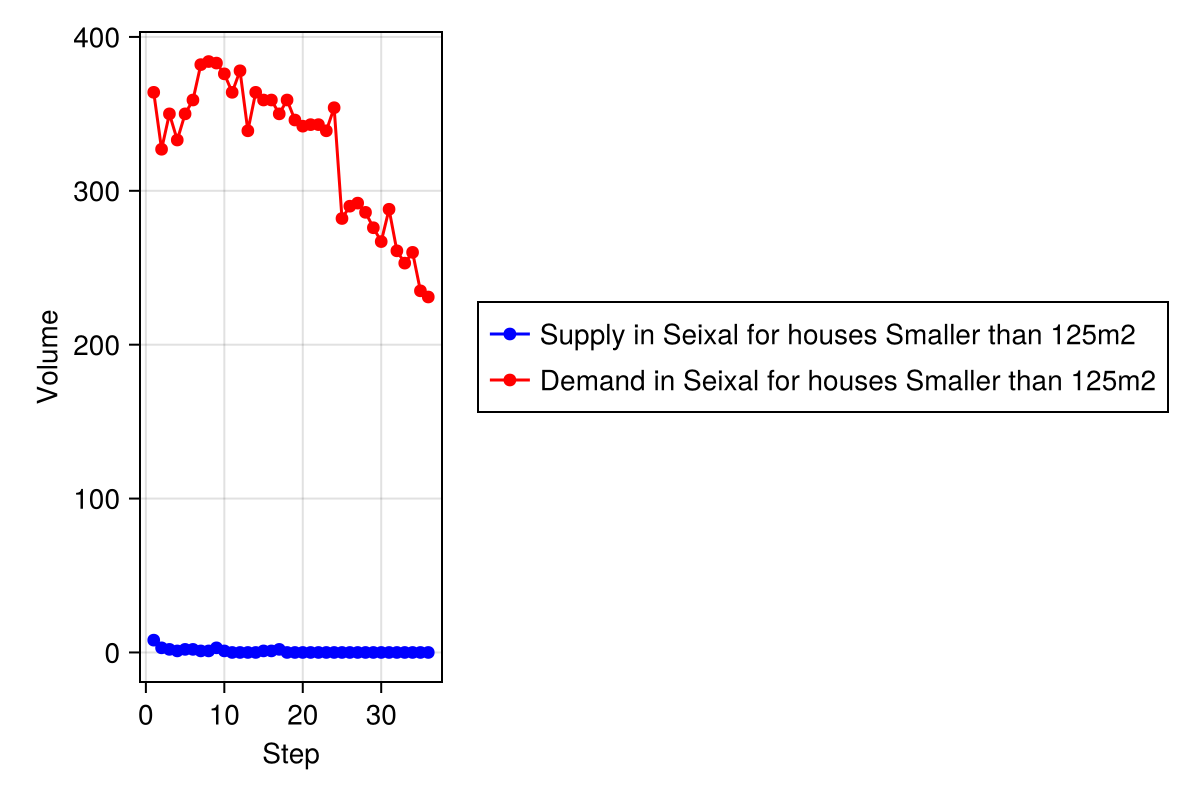 400
300
200
100
0
Volume
0 10 20 30
Step
Supply in Seixal for houses Smaller than 125m2
Demand in Seixal for houses Smaller than 125m2